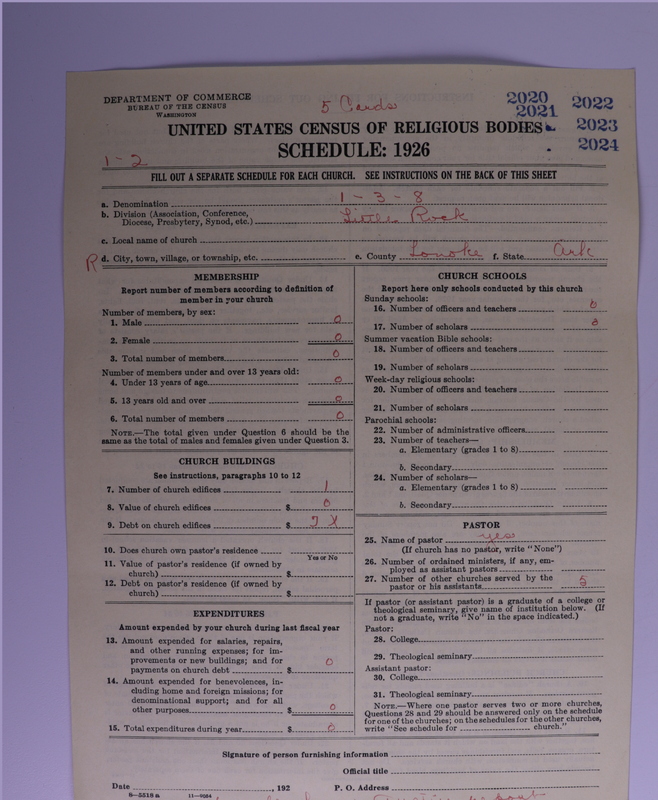 DEPARTMENT OF COMMERCE
BUREAU OF THE CENSUS
WASHINGTON
5 Cards
2020
2021
2022
2023
2024
UNITED STATES CENSUS OF RELIGIOUS BODIES
SCHEDULE: 1926
1-2
FILL OUT A SEPARATE SCHEDULE FOR EACH CHURCH. SEE INSTRUCTIONS ON THE BACK OF THIS SHEET
a. Denomination 1-3-8
b. Division (Association, Conference, Diocese, Presbytery, Synod, etc.) Little Rock
c. Local name of church
R d. City, town, village, or township, etc. e. County Lonoke f. State Ark
MEMBERSHIP
Report number of members according to definition of
member in your church
Number of members, by sex:
1. Male 0
2. Female 0
3. Total number of members 0
Number of members under and over 13 years old:
4. Under 13 years of age 0
5. 13 years old and over 0
6. Total number of members 0
NOTE.—The total given under Question 6 should be the
same as the total of males and females given under Question 3.
CHURCH BUILDINGS
See instructions, paragraphs 10 to 12
7. Number of church edifices 1
8. Value of church edifices $ 0
9. Debt on church edifices $
10. Does church own pastor's residence
Yes or No
11. Value of pastor's residence (if owned by
church) $
12. Debt on pastor's residence (if owned by
church) $
EXPENDITURES
Amount expended by your church during last fiscal year
13. Amount expended for salaries, repairs,
and other running expenses; for im-
provements or new buildings; and for
payments on church debt $ 0
14. Amount expended for benevolences, in-
cluding home and foreign missions; for
denominational support; and for all
other purposes $ 0
15. Total expenditures during year $ 0
CHURCH SCHOOLS
Report here only schools conducted by this church
Sunday schools:
16. Number of officers and teachers 0
17. Number of scholars
Summer vacation Bible schools:
18. Number of officers and teachers
19. Number of scholars
Week-day religious schools:
20. Number of officers and teachers
21. Number of scholars
Parochial schools:
22. Number of administrative officers
23. Number of teachers—
a. Elementary (grades 1 to 8)
b. Secondary
24. Number of scholars—
a. Elementary (grades 1 to 8)
b. Secondary
PASTOR
25. Name of pastor yes
(If church has no pastor, write "None")
26. Number of ordained ministers, if any, em-
ployed as assistant pastors
27. Number of other churches served by the
pastor or his assistants 5
If pastor (or assistant pastor) is a graduate of a college or
theological seminary, give name of institution below. (If
not a graduate, write "No" in the space indicated.)
Pastor:
28. College
29. Theological seminary
Assistant pastor:
30. College
31. Theological seminary
NOTE.—Where one pastor serves two or more churches,
Questions 28 and 29 should be answered only on the schedule
for one of the churches; on the schedules for the other churches,
write "See schedule for church."
Signature of person furnishing information
Official title
Date , 192 P. O. Address
8—5518a 11—9034